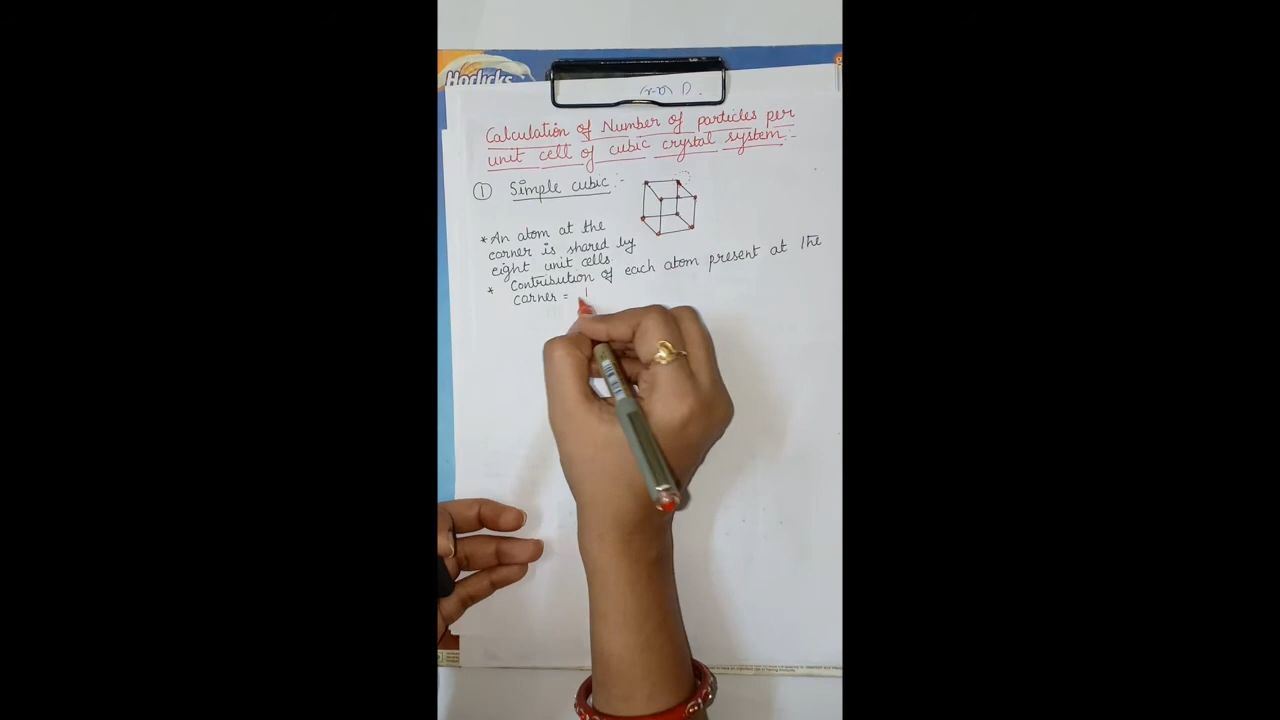 Horlicks
Calculation of Number of particles per
unit cell of cubic crystal system:-
① Simple cubic:-
* An atom at the
corner is shared by
eight unit cells.
* Contribution of each atom present at the
corner = 1